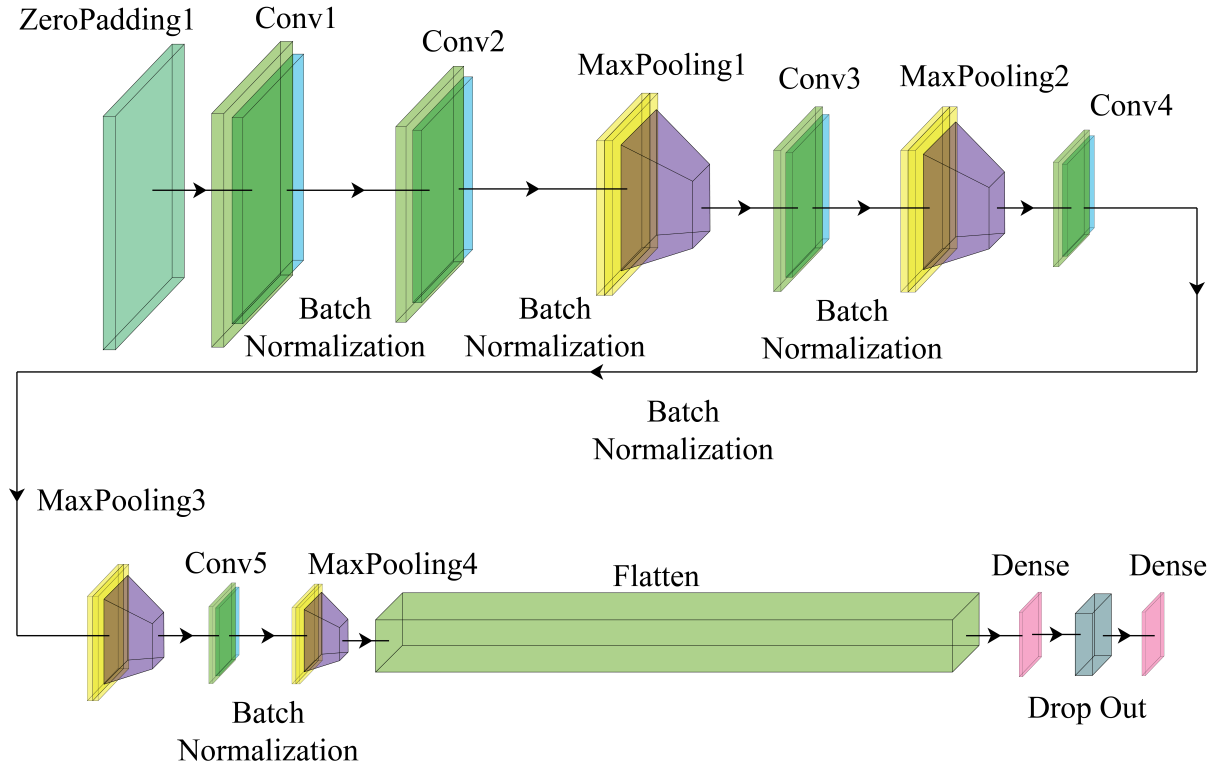 ZeroPadding1
Conv1
Conv2
MaxPooling1
Conv3
MaxPooling2
Conv4
Batch
Normalization
Batch
Normalization
Batch
Normalization
Batch
Normalization
MaxPooling3
Conv5
MaxPooling4
Flatten
Dense
Dense
Batch
Normalization
Drop Out